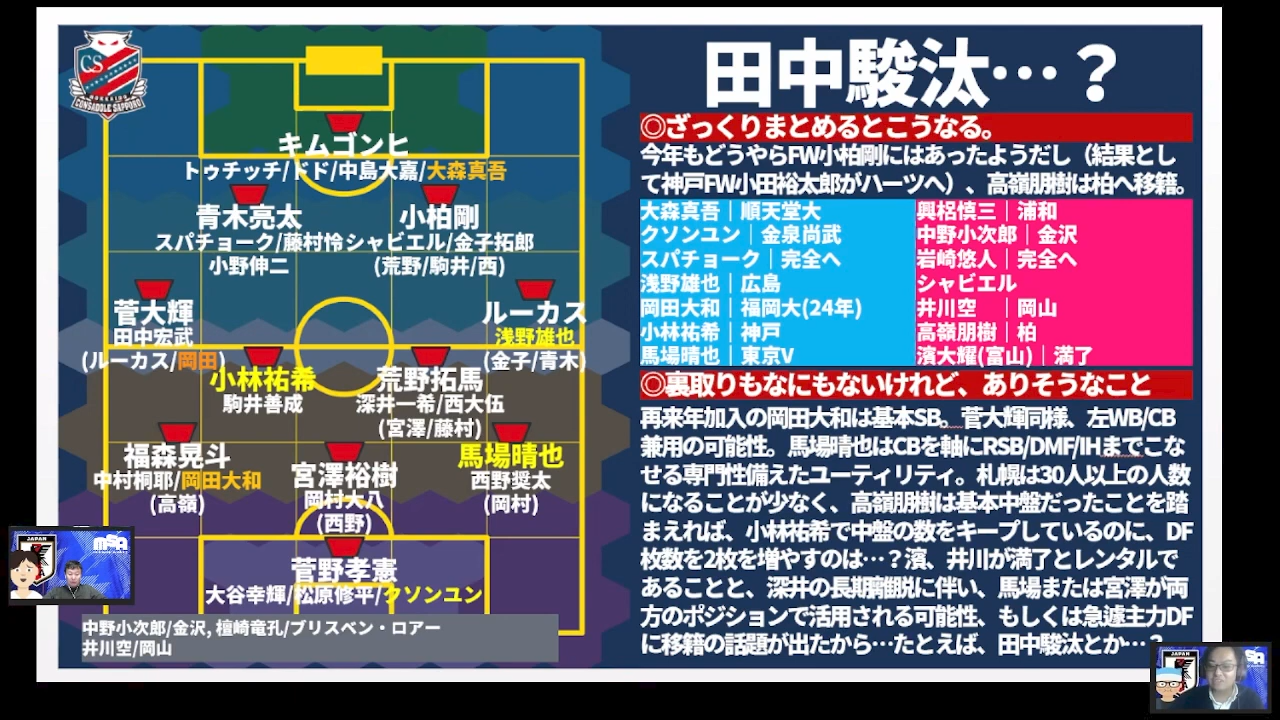 田中駿汰…？
CS
HOKKAIDO
CONSADOLE SAPPORO
キムゴンヒ
トゥチッチ/ドド/中島大嘉/大森真吾
青木亮太
小柏剛
スパチョーク/藤村怜シャビエル/金子拓郎
小野伸二
(荒野/駒井/西)
菅大輝
田中宏武
(ルーカス/岡田)
ルーカス
浅野雄也
(金子/青木)
小林祐希
駒井善成
荒野拓馬
深井一希/西大伍
(宮澤/藤村)
福森晃斗
中村桐耶/岡田大和
(高嶺)
宮澤裕樹
岡村大八
(西野)
馬場晴也
西野奨太
(岡村)
菅野孝憲
大谷幸輝/松原修平/クソンユン
中野小次郎/金沢, 檀崎竜孔/ブリスベン・ロアー
井川空/岡山
◎ざっくりまとめるとこうなる。
今年もどうやらFW小柏剛にはあったようだし（結果とし
て神戸FW小田裕太郎がハーツへ）、高嶺朋樹は柏へ移籍。
大森真吾｜順天堂大
クソンユン｜金泉尚武
スパチョーク｜完全へ
浅野雄也｜広島
岡田大和｜福岡大(24年)
小林祐希｜神戸
馬場晴也｜東京V
興梠慎三｜浦和
中野小次郎｜金沢
岩崎悠人｜完全へ
シャビエル
井川空　｜岡山
高嶺朋樹｜柏
濱大耀(富山)｜満了
◎裏取りもなにもないけれど、ありそうなこと
再来年加入の岡田大和は基本SB。菅大輝同様、左WB/CB
兼用の可能性。馬場晴也はCBを軸にRSB/DMF/IHまでこな
せる専門性備えたユーティリティ。札幌は30人以上の人数
になることが少なく、高嶺朋樹は基本中盤だったことを踏
まえれば、小林祐希で中盤の数をキープしているのに、DF
枚数を2枚を増やすのは…？濱、井川が満了とレンタルで
あることと、深井の長期離脱に伴い、馬場または宮澤が両
方のポジションで活用される可能性、もしくは急遽主力DF
に移籍の話題が出たから…たとえば、田中駿汰とか…？
JAPAN
JAPAN